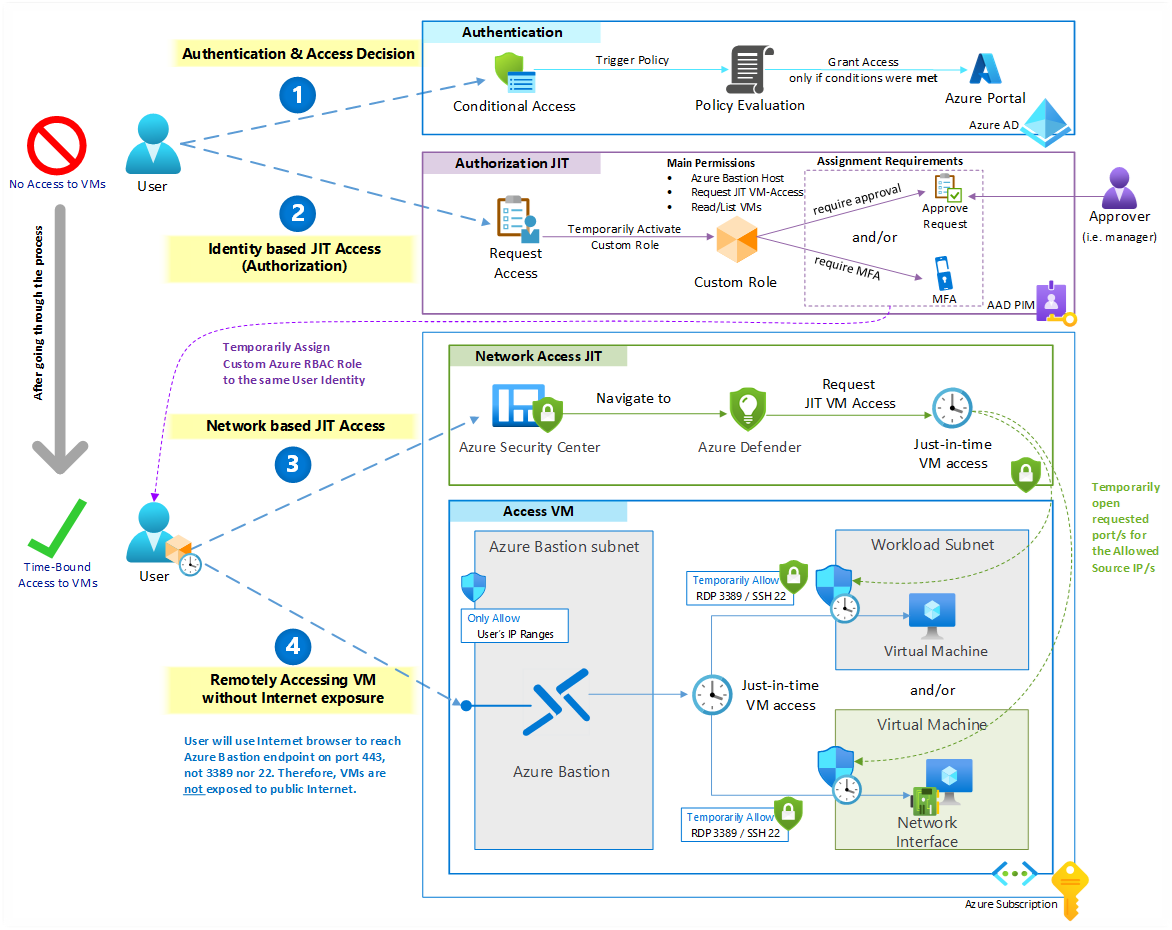 Authentication & Access Decision
1
No Access to VMs
User
2
Identity based JIT Access
(Authorization)
After going through the process
Authentication
Conditional Access
Trigger Policy
Policy Evaluation
Grant Access
only if conditions were met
Azure Portal
Azure AD
Authorization JIT
Request
Access
Temporarily Activate
Custom Role
Main Permissions
• Azure Bastion Host
• Request JIT VM-Access
• Read/List VMs
Custom Role
Assignment Requirements
require approval
Approve
Request
and/or
require MFA
MFA
Approver
(i.e. manager)
AAD PIM
Temporarily Assign
Custom Azure RBAC Role
to the same User Identity
Network based JIT Access
3
Time-Bound
Access to VMs
User
4
Remotely Accessing VM
without Internet exposure
User will use Internet browser to reach
Azure Bastion endpoint on port 443,
not 3389 nor 22. Therefore, VMs are
not exposed to public Internet.
Network Access JIT
Azure Security Center
Navigate to
Azure Defender
Request
JIT VM Access
Just-in-time
VM access
Temporarily
open
requested
port/s for
the Allowed
Source IP/s
Access VM
Azure Bastion subnet
Only Allow
User's IP Ranges
Azure Bastion
Just-in-time
VM access
Temporarily Allow
RDP 3389 / SSH 22
Workload Subnet
Virtual Machine
and/or
Virtual Machine
Temporarily Allow
RDP 3389 / SSH 22
Network
Interface
Azure Subscription